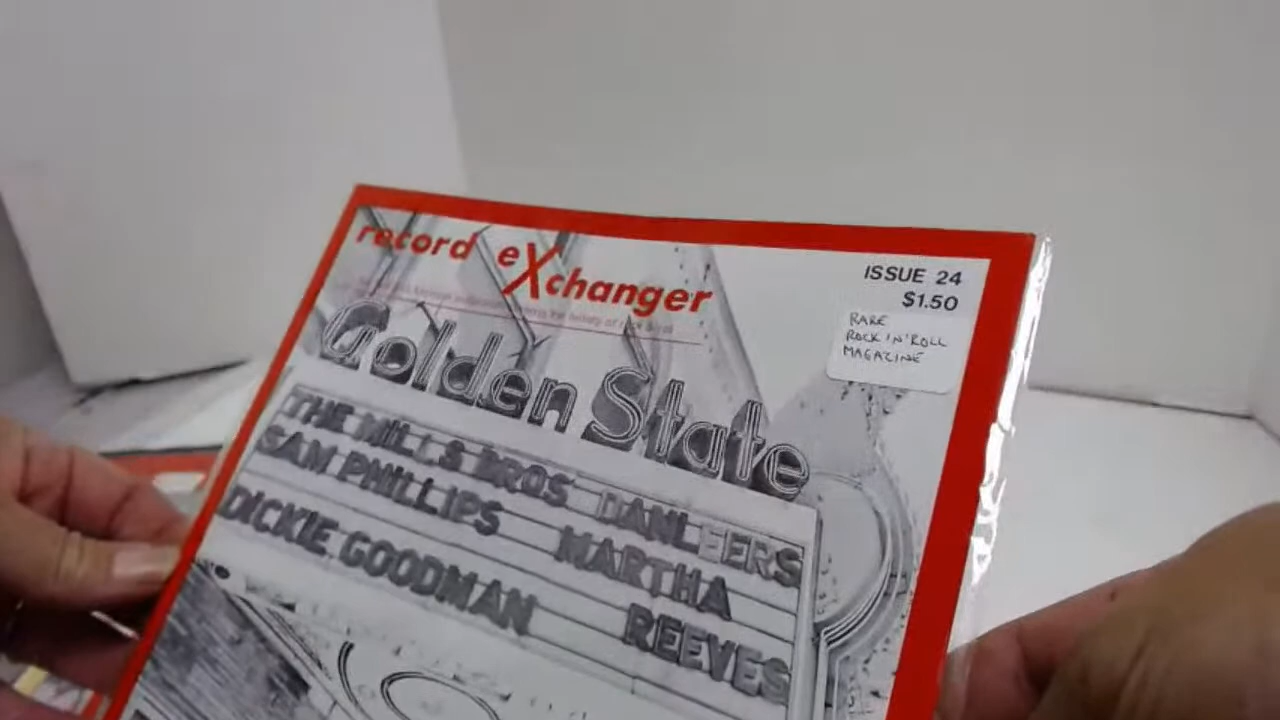 record eXchanger
ISSUE 24
$1.50
RARE
ROCK 'N' ROLL
MAGAZINE
Golden State
THE MILLS BROS DANLEERS
SAM PHILLIPS MARTHA
DICKIE GOODMAN REEVES